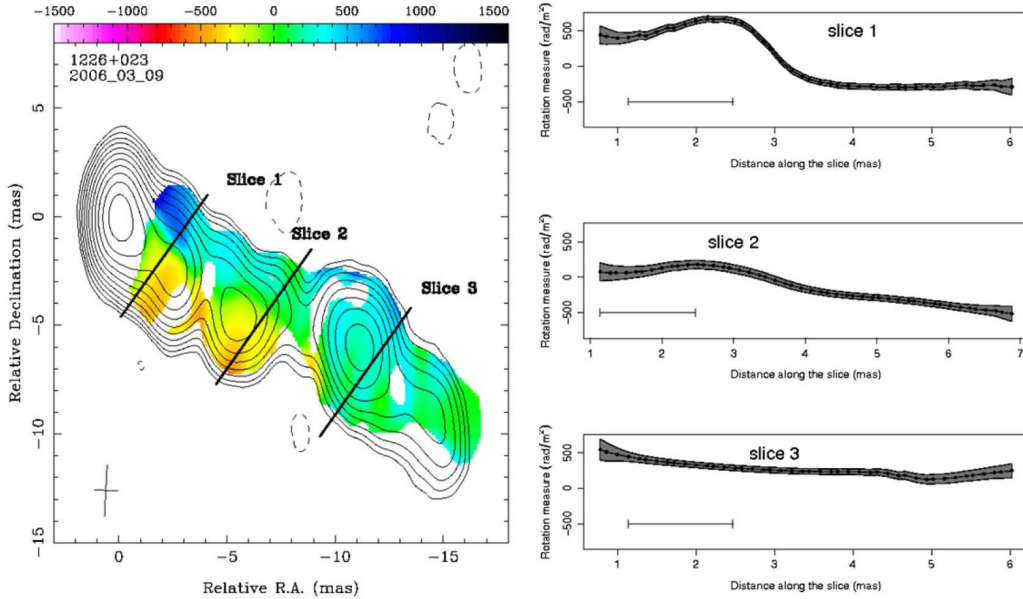 −1500 −1000 −500 0 500 1000 1500
1226+023
2006_03_09
Slice 1
Slice 2
Slice 3
5
0
−5
−10
−15
Relative Declination (mas)
0 −5 −10 −15
Relative R.A. (mas)
slice 1
Rotation measure (rad/m²)
500
0
−500
1 2 3 4 5 6
Distance along the slice (mas)
slice 2
Rotation measure (rad/m²)
500
0
−500
1 2 3 4 5 6 7
Distance along the slice (mas)
slice 3
Rotation measure (rad/m²)
500
0
−500
1 2 3 4 5 6
Distance along the slice (mas)